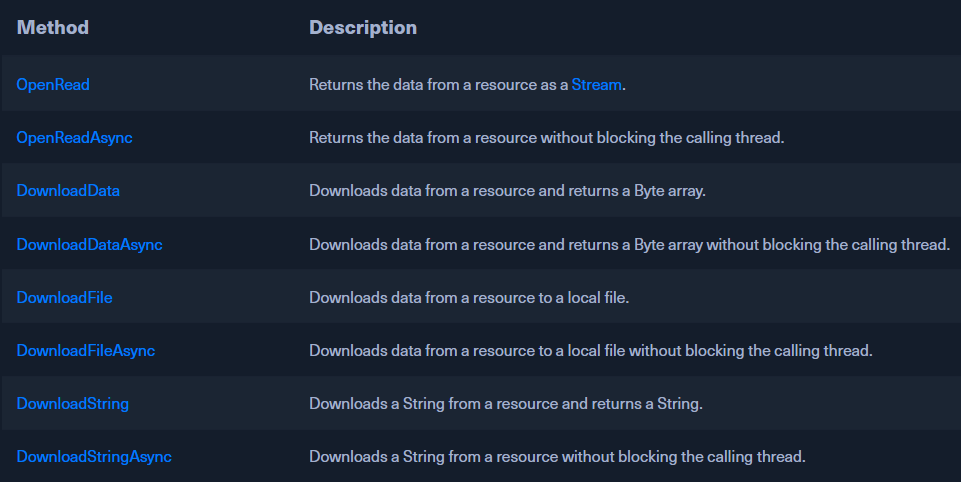 Method Description
OpenRead Returns the data from a resource as a Stream.
OpenReadAsync Returns the data from a resource without blocking the calling thread.
DownloadData Downloads data from a resource and returns a Byte array.
DownloadDataAsync Downloads data from a resource and returns a Byte array without blocking the calling thread.
DownloadFile Downloads data from a resource to a local file.
DownloadFileAsync Downloads data from a resource to a local file without blocking the calling thread.
DownloadString Downloads a String from a resource and returns a String.
DownloadStringAsync Downloads a String from a resource without blocking the calling thread.